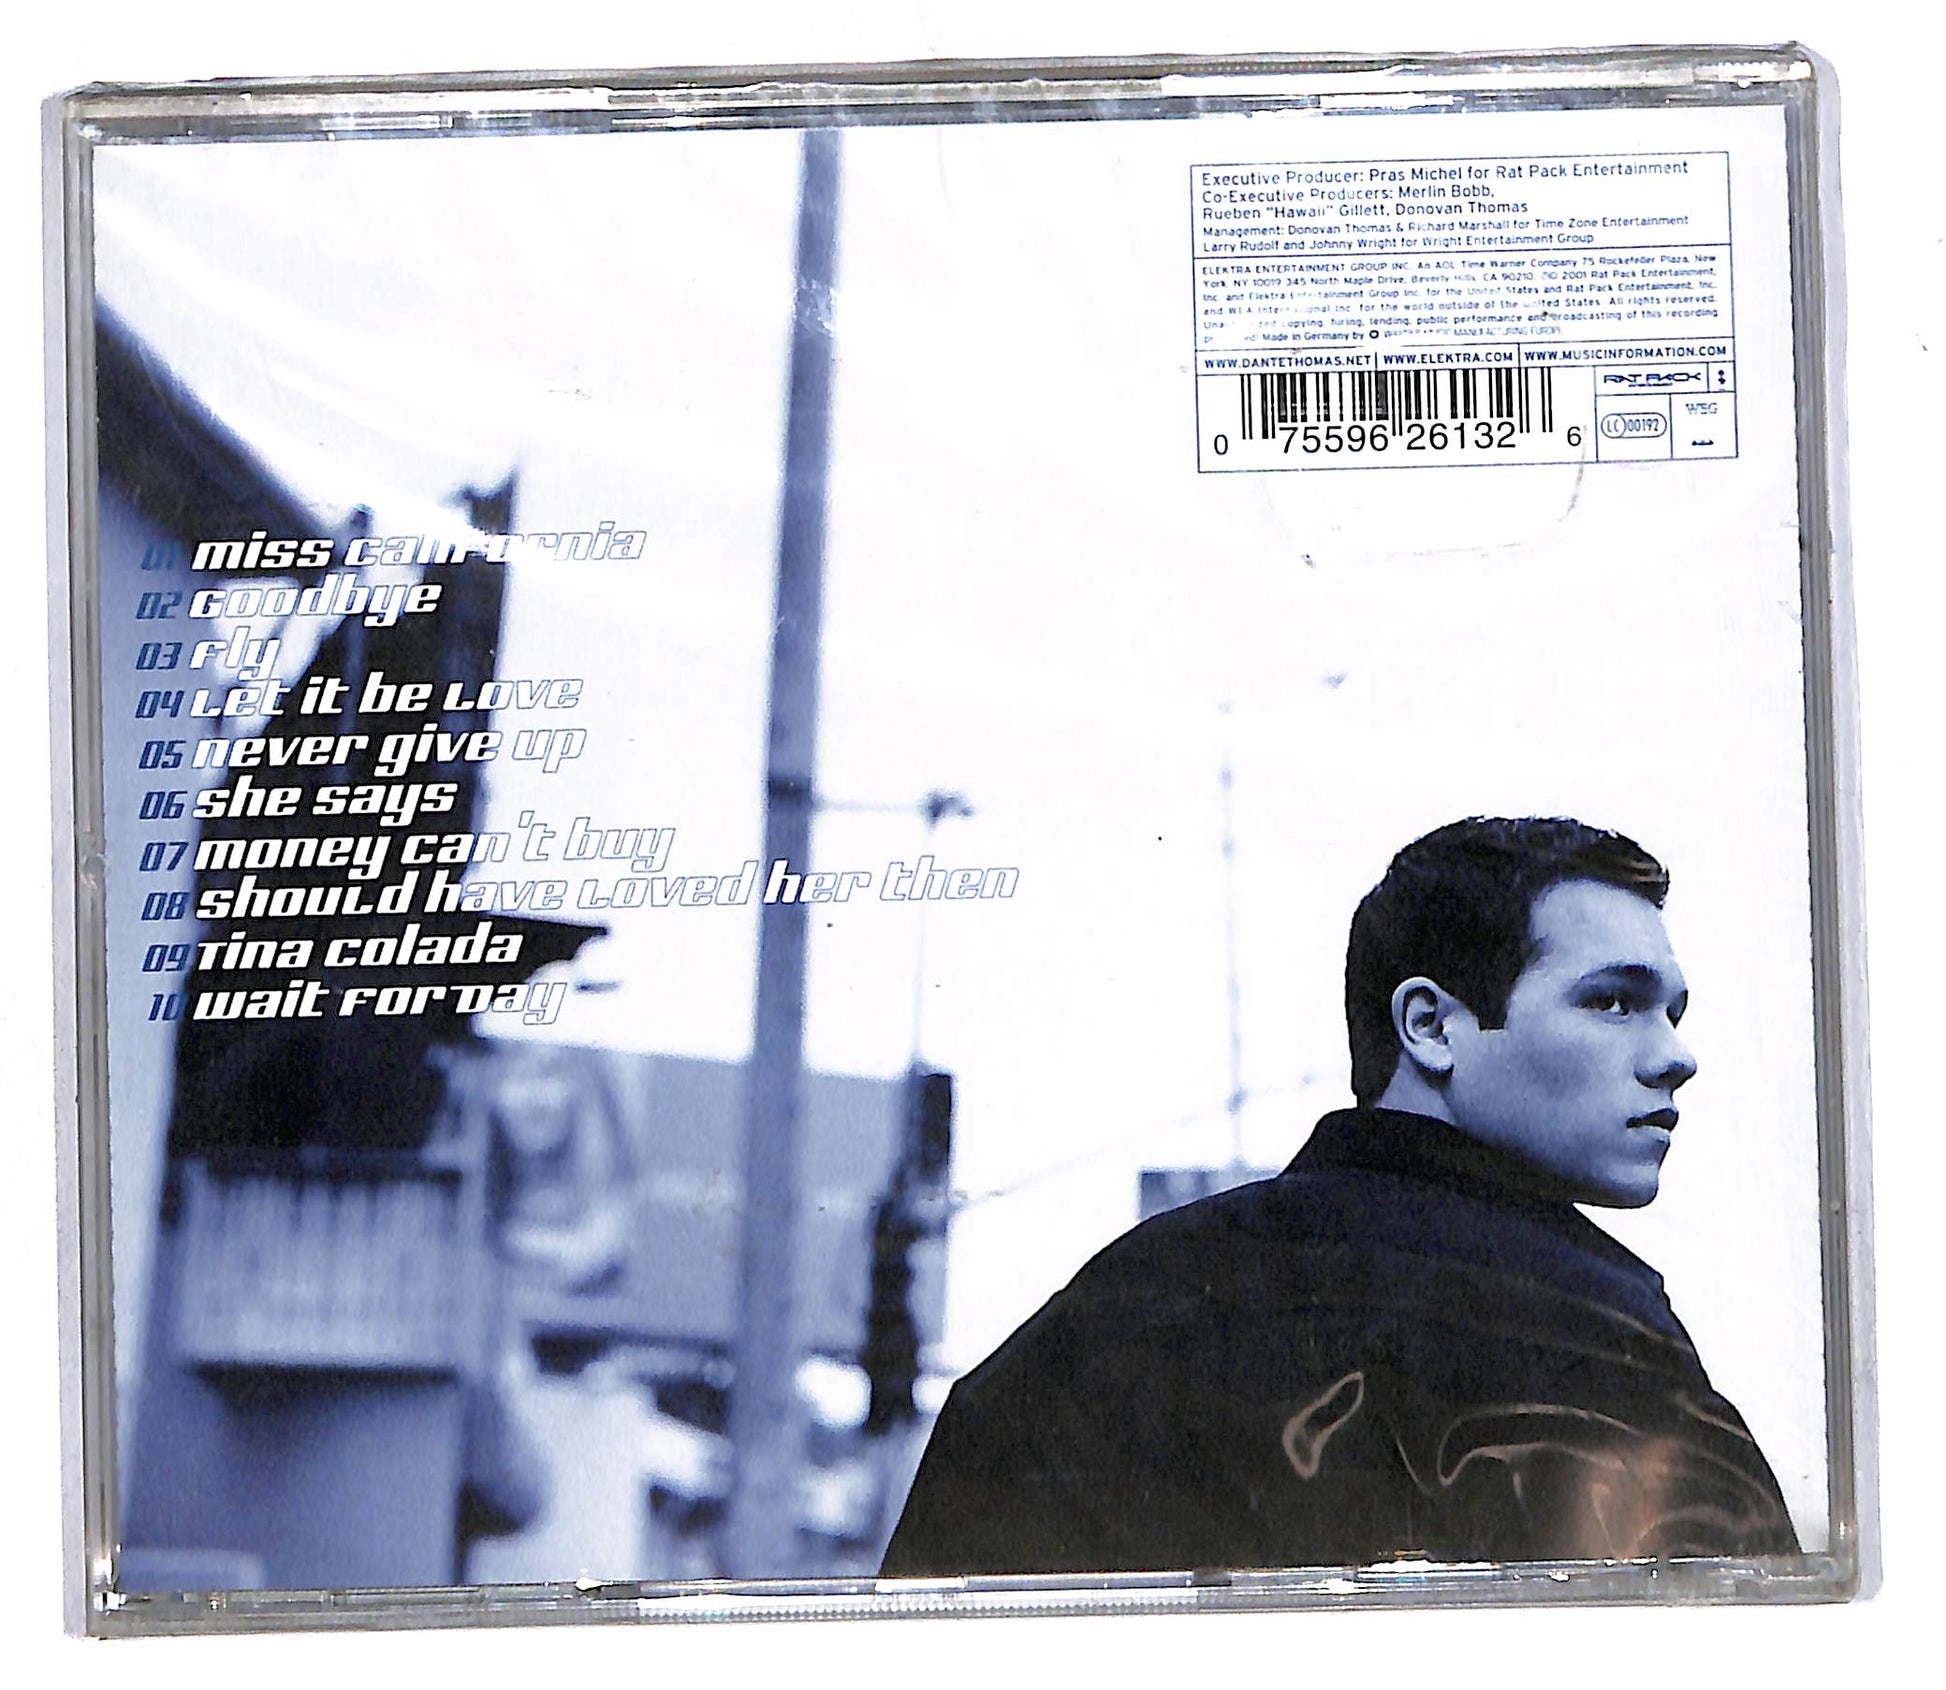 Executive Producer: Pras Michel for Rat Pack Entertainment
Co-Executive Producers: Merlin Bobb,
Rueben "Hawaii" Gillett, Donovan Thomas
Management: Donovan Thomas & Richard Marshall for Time Zone Entertainment
Larry Rudolf and Johnny Wright for Wright Entertainment Group
ELEKTRA ENTERTAINMENT GROUP INC. An AOL Time Warner Company 75 Rockefeller Plaza, New
York, NY 10019 345 North Maple Drive, Beverly Hills, CA 90210. 2001 Rat Pack Entertainment,
Inc. and Elektra Entertainment Group Inc. for the United States and Rat Pack Entertainment, Inc.
and WEA International Inc. for the world outside of the United States. All rights reserved.
copying, hiring, lending, public performance and broadcasting of this recording
Made in Germany by MANUFACTURING EUROPE
WWW.DANTETHOMAS.NET WWW.ELEKTRA.COM WWW.MUSICINFORMATION.COM
RAT PACK
0 75596 26132 6
LC 00192
01 miss california
02 Goodbye
03 Fly
04 Let it be Love
05 never give up
06 she says
07 money can't buy
08 should have Loved her then
09 Tina colada
10 wait For Day